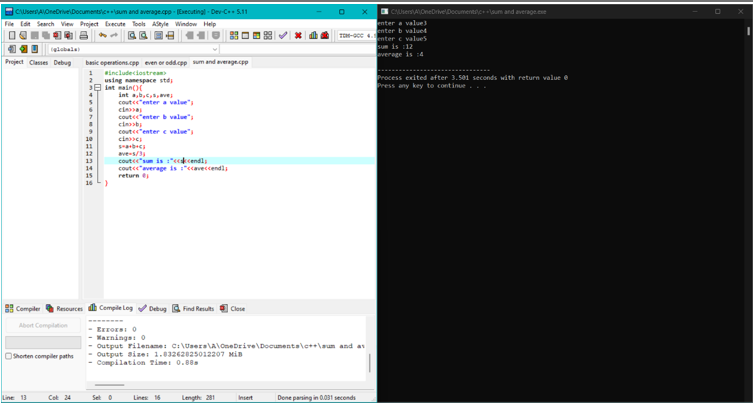 C:\Users\A\OneDrive\Documents\c++\sum and average.cpp - [Executing] - Dev-C++ 5.11
File Edit Search View Project Execute Tools AStyle Window Help
TDM-GCC 4.
(globals)
Project Classes Debug
basic operations.cpp even or odd.cpp sum and average.cpp
1 #include<iostream>
2 using namespace std;
3 int main(){
4 int a,b,c,s,ave;
5 cout<<"enter a value";
6 cin>>a;
7 cout<<"enter b value";
8 cin>>b;
9 cout<<"enter c value";
10 cin>>c;
11 s=a+b+c;
12 ave=s/3;
13 cout<<"sum is :"<<s<<endl;
14 cout<<"average is :"<<ave<<endl;
15 return 0;
16 }
Compiler Resources Compile Log Debug Find Results Close
Abort Compilation
Shorten compiler paths
--------
- Errors: 0
- Warnings: 0
- Output Filename: C:\Users\A\OneDrive\Documents\c++\sum and av
- Output Size: 1.83262825012207 MiB
- Compilation Time: 0.88s
Line: 13 Col: 24 Sel: 0 Lines: 16 Length: 281 Insert Done parsing in 0.031 seconds
C:\Users\A\OneDrive\Documents\c++\sum and average.exe
enter a value3
enter b value4
enter c value5
sum is :12
average is :4
--------------------------------
Process exited after 3.501 seconds with return value 0
Press any key to continue . . .